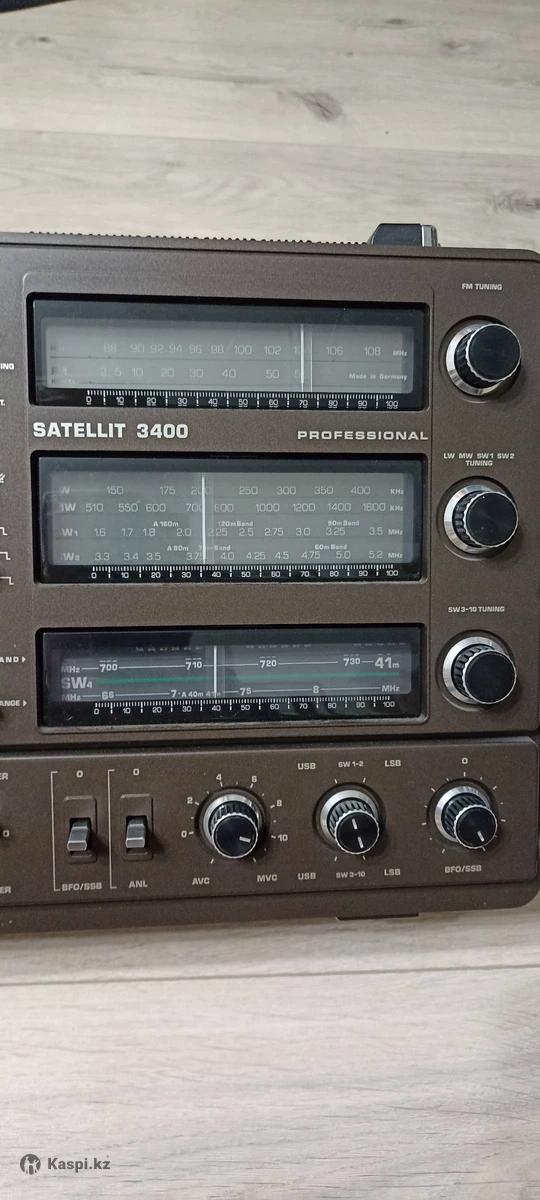 FM TUNING
88 90 92 94 96 98 100 102 106 108 MHz
2 5 10 20 30 40 50
Made in Germany
0 10 20 30 40 50 60 70 80 90 100
SATELLIT 3400
PROFESSIONAL
LW MW SW1 SW2
TUNING
150 175 250 300 350 400 KHz
510 550 600 800 1000 1200 1400 1600 KHz
A 160m 120m Band 90m Band
1.6 1.7 1.8 2.0 2.25 2.5 2.75 3.0 3.25 3.5 MHz
A 80m 60m Band
3.3 3.4 3.5 4.0 4.25 4.5 4.75 5.0 5.2 MHz
0 10 20 30 40 50 60 70 80 90 100
SW3-10 TUNING
MHz 700 710 720 730 41m
SW4
MHz 66 7 A 40m 75 8 MHz
0 10 20 30 40 50 60 70 80 90 100
0 0 4 6 USB SW1-2 LSB 0
2 8
0 10
BFO/SSB ANL AVC MVC USB SW3-10 LSB BFO/SSB
Kaspi.kz